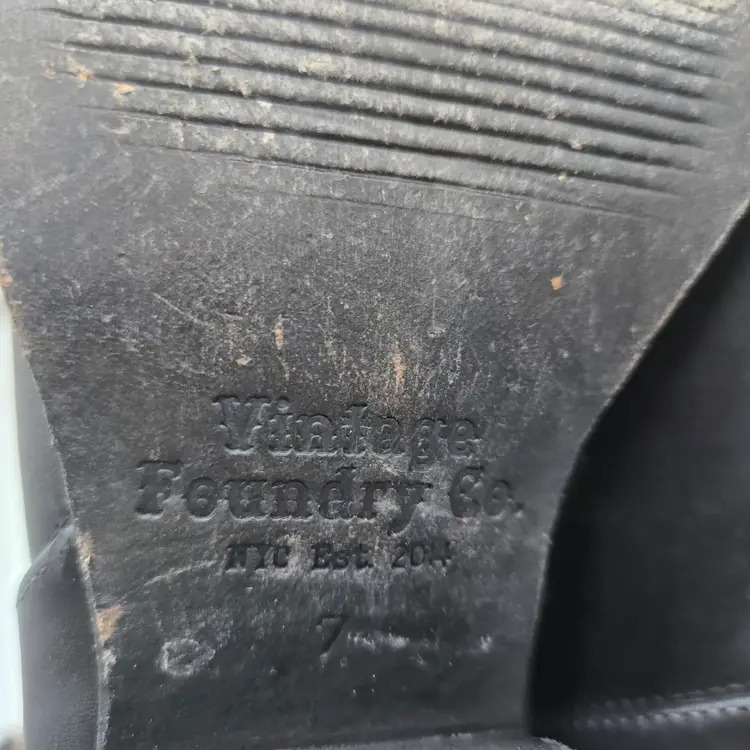 Vintage
Foundry Co.
NYC Est. 2014
7